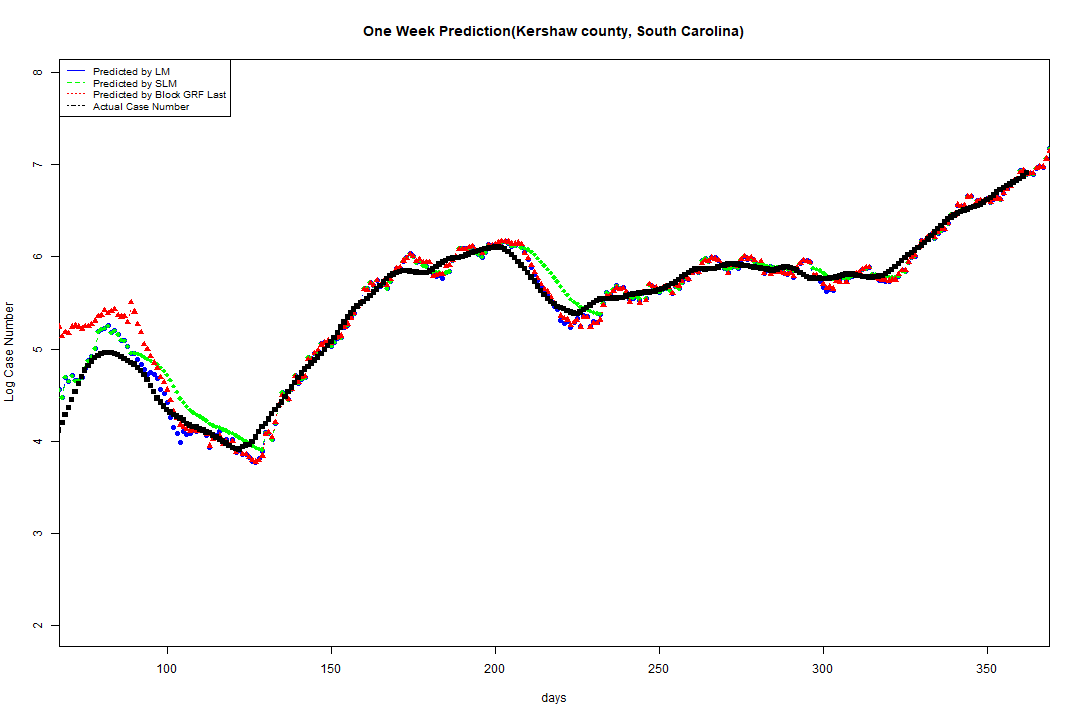 One Week Prediction(Kershaw county, South Carolina)
Predicted by LM
Predicted by SLM
Predicted by Block GRF Last
Actual Case Number
8
7
6
5
4
3
2
Log Case Number
100 150 200 250 300 350
days